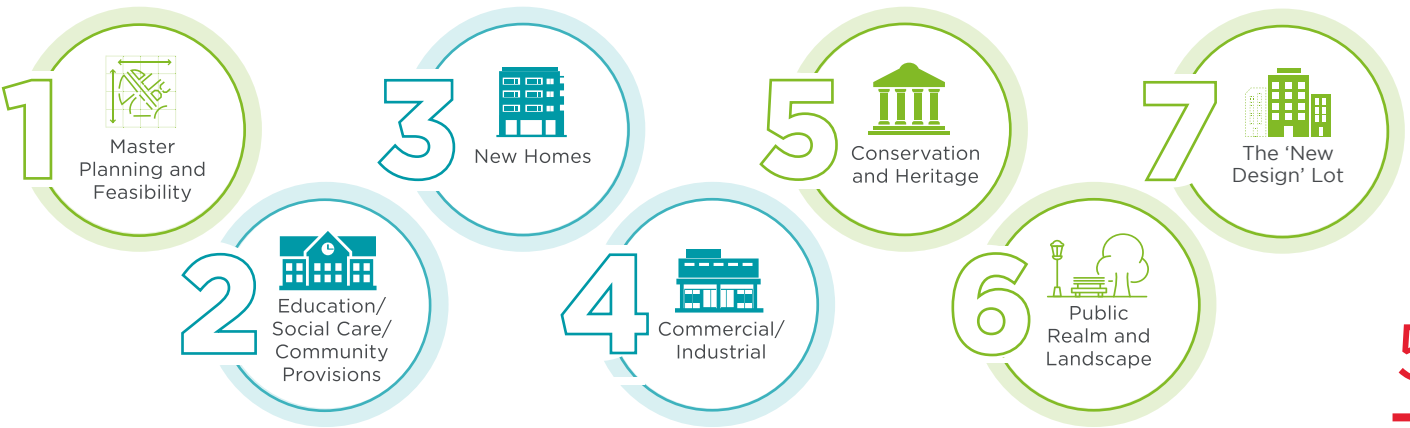 1
Master
Planning and
Feasibility
2
Education/
Social Care/
Community
Provisions
3
New Homes
4
Commercial/
Industrial
5
Conservation
and Heritage
6
Public
Realm and
Landscape
7
The ‘New
Design’ Lot